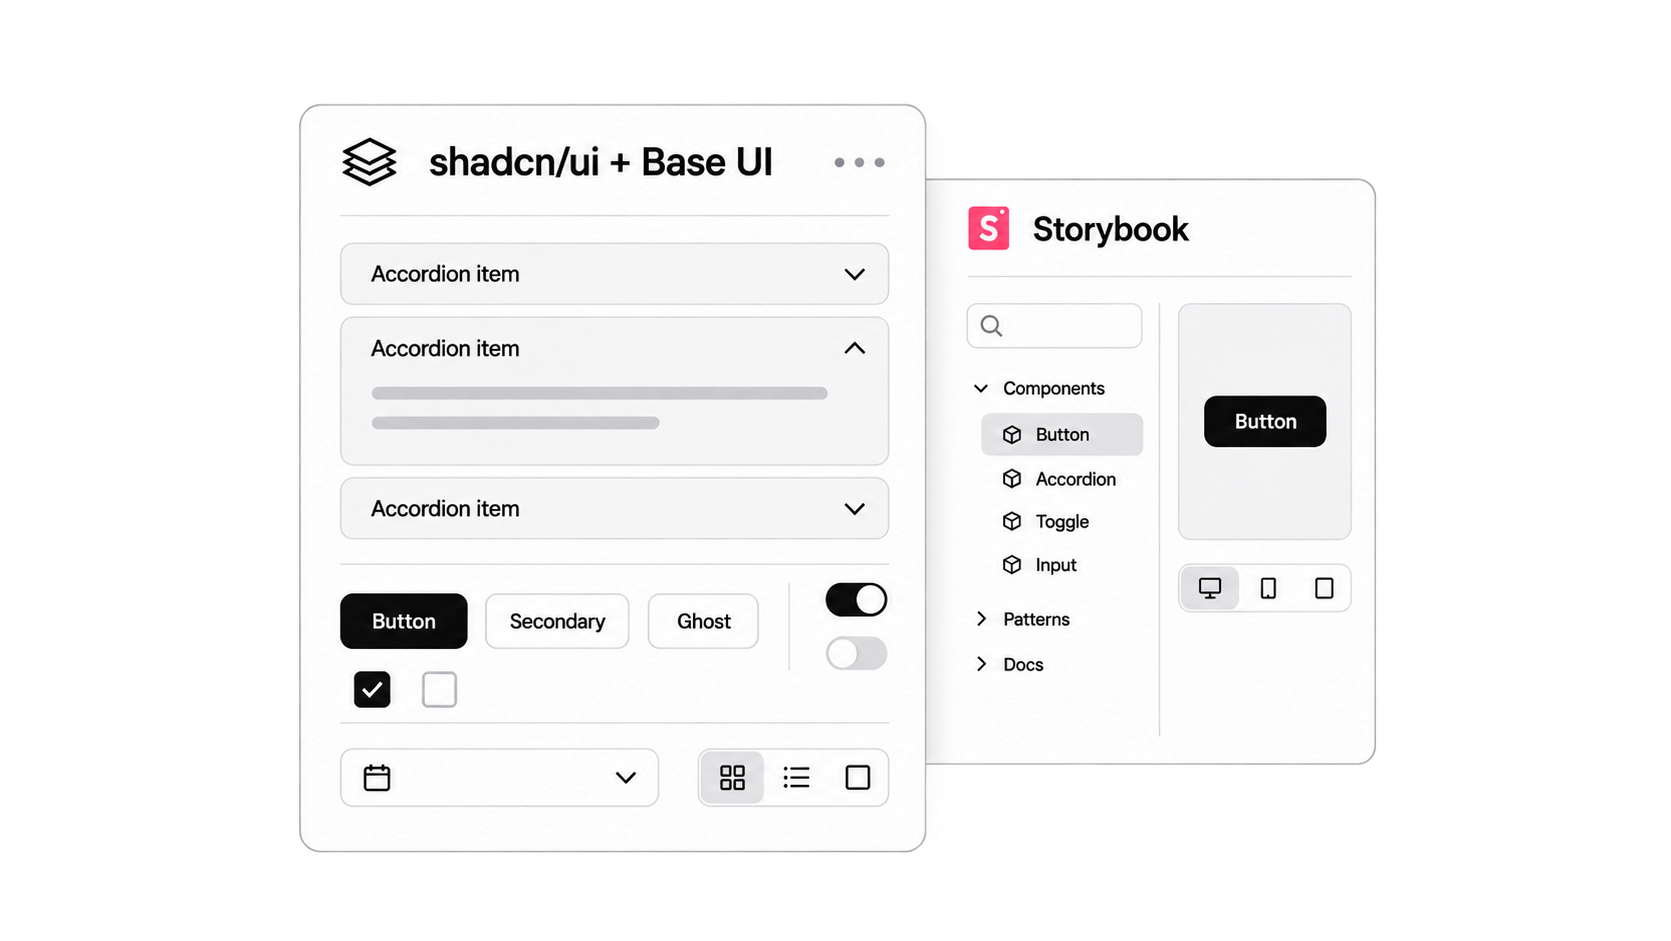 shadcn/ui + Base UI
Accordion item
Accordion item
Accordion item
Button
Secondary
Ghost
S
Storybook
Components
Button
Accordion
Toggle
Input
Patterns
Docs
Button